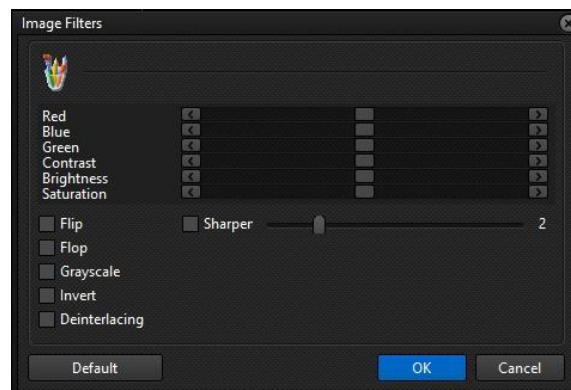 Image Filters
Red
Blue
Green
Contrast
Brightness
Saturation
Flip
Sharper
2
Flop
Grayscale
Invert
Deinterlacing
Default
OK
Cancel